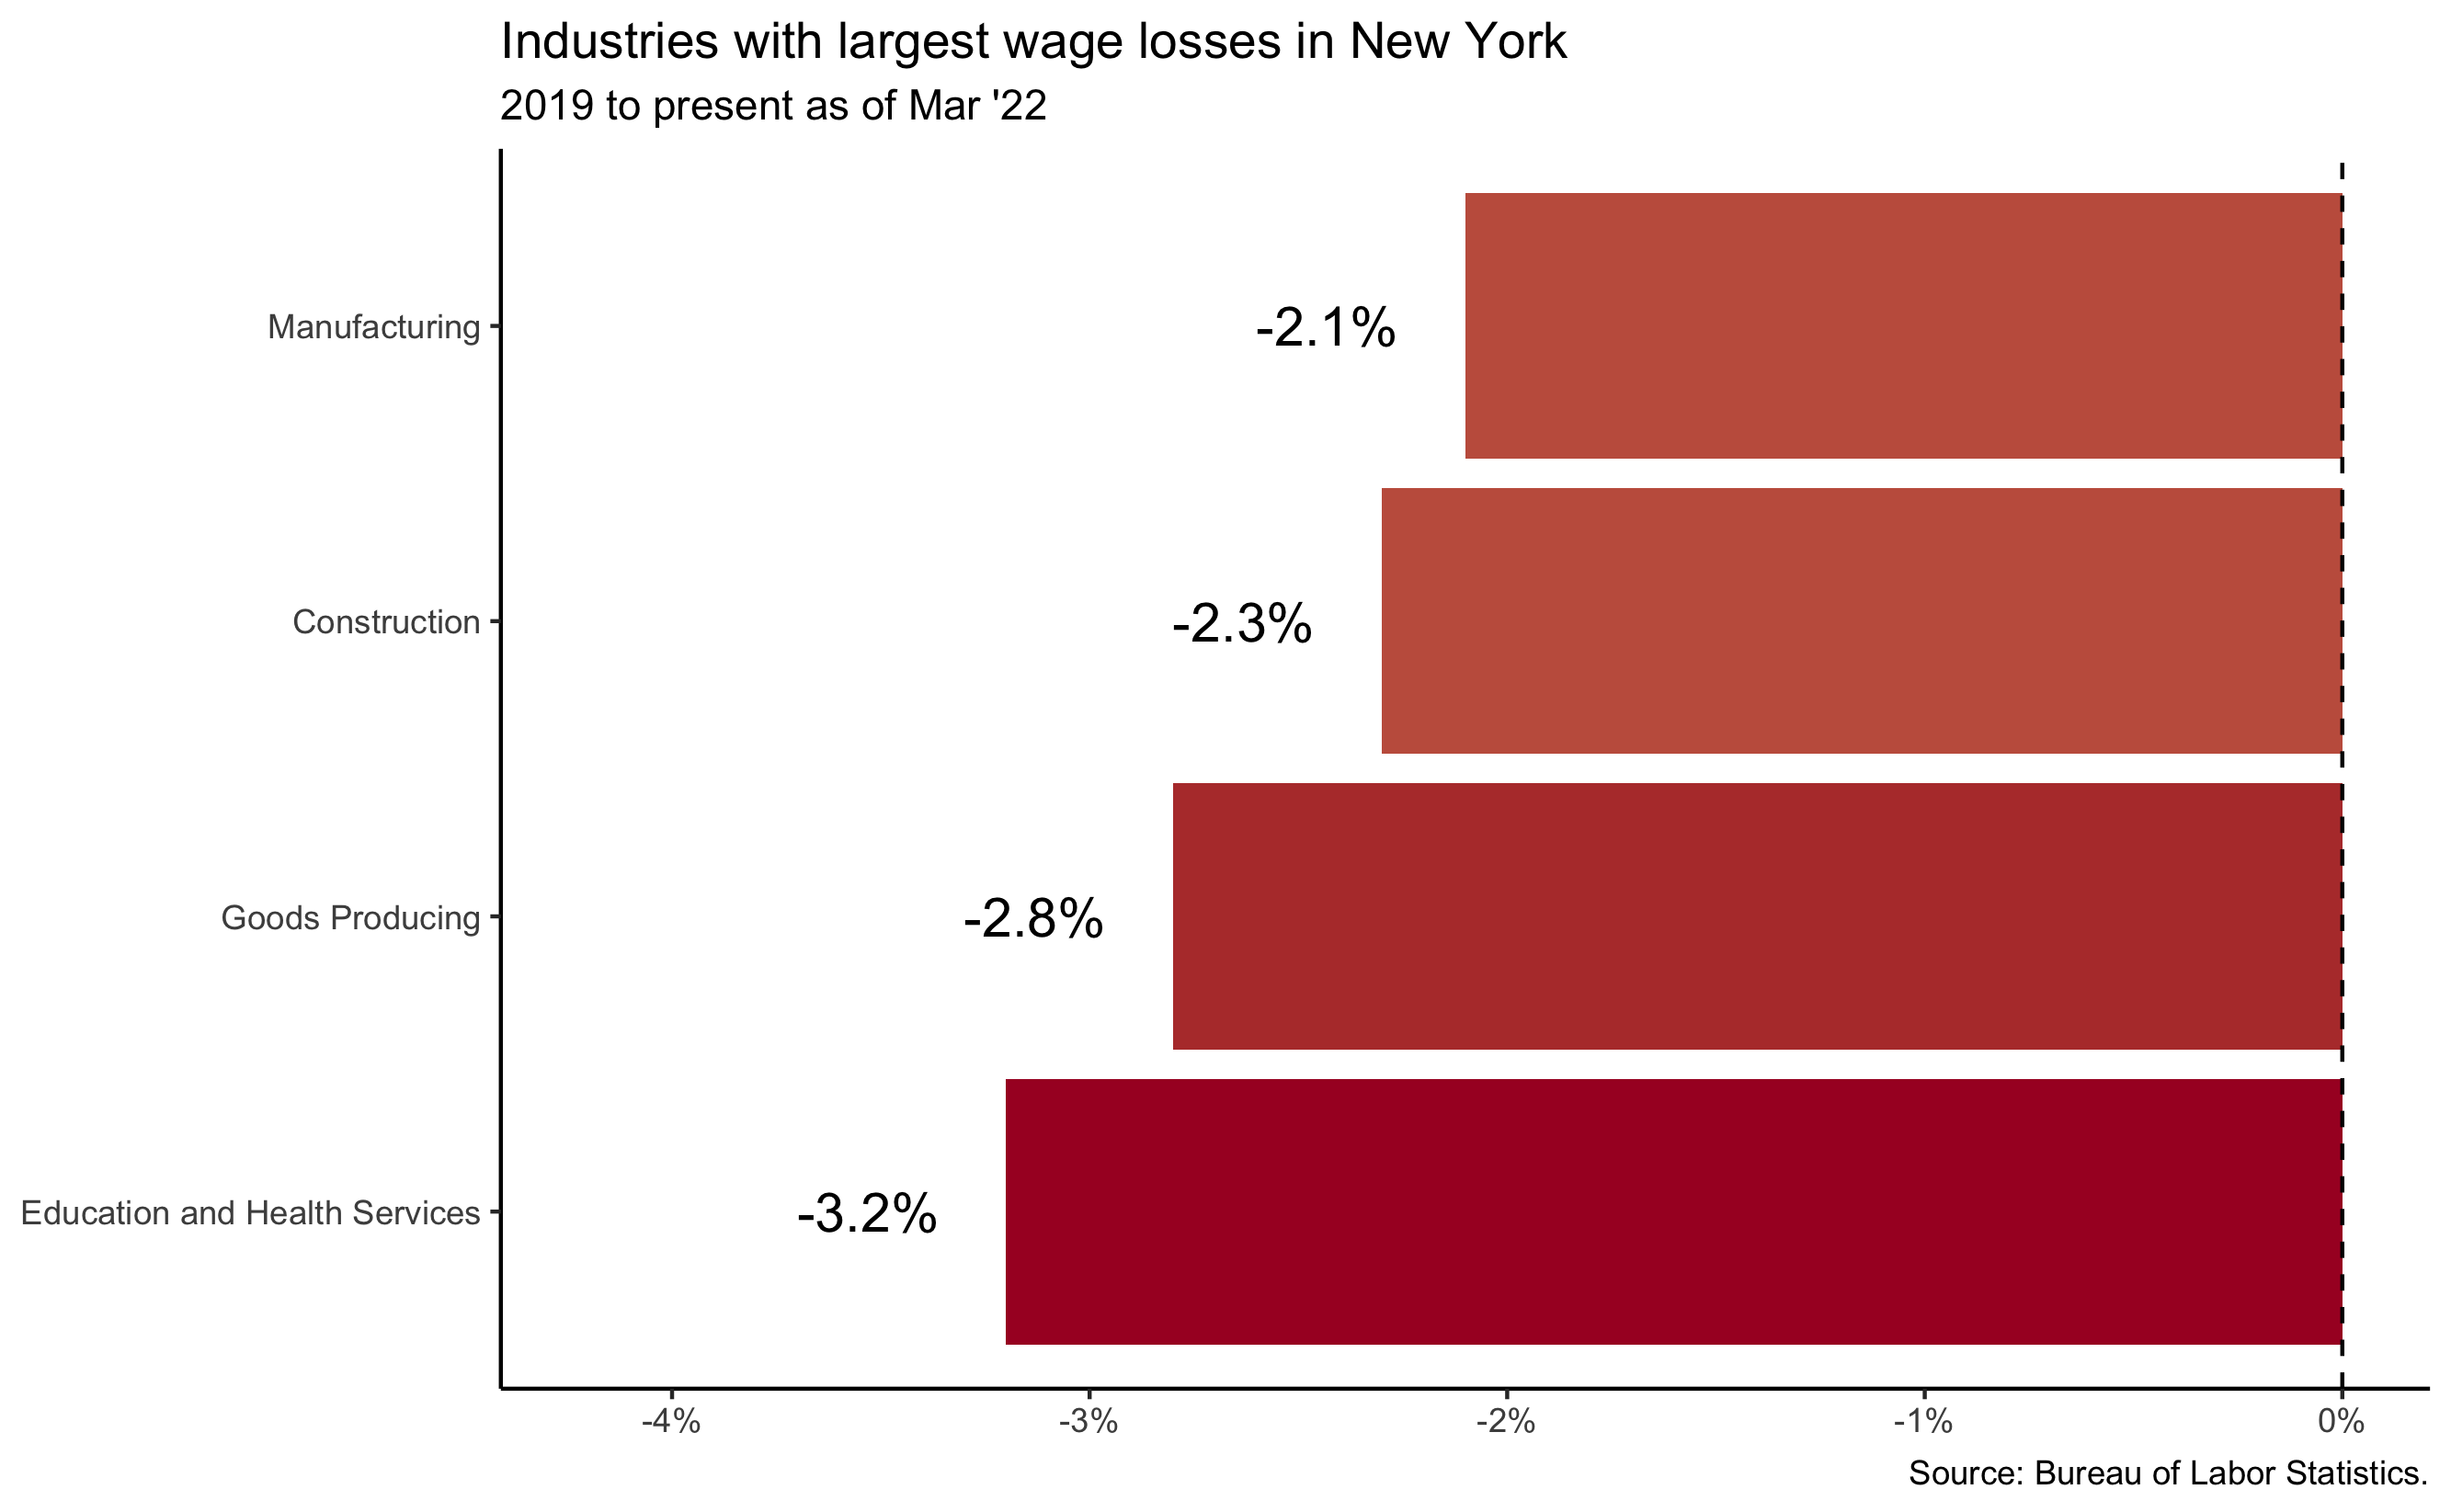 Industries with largest wage losses in New York
2019 to present as of Mar '22
Manufacturing
-2.1%
Construction
-2.3%
Goods Producing
-2.8%
Education and Health Services
-3.2%
-4%
-3%
-2%
-1%
0%
Source: Bureau of Labor Statistics.